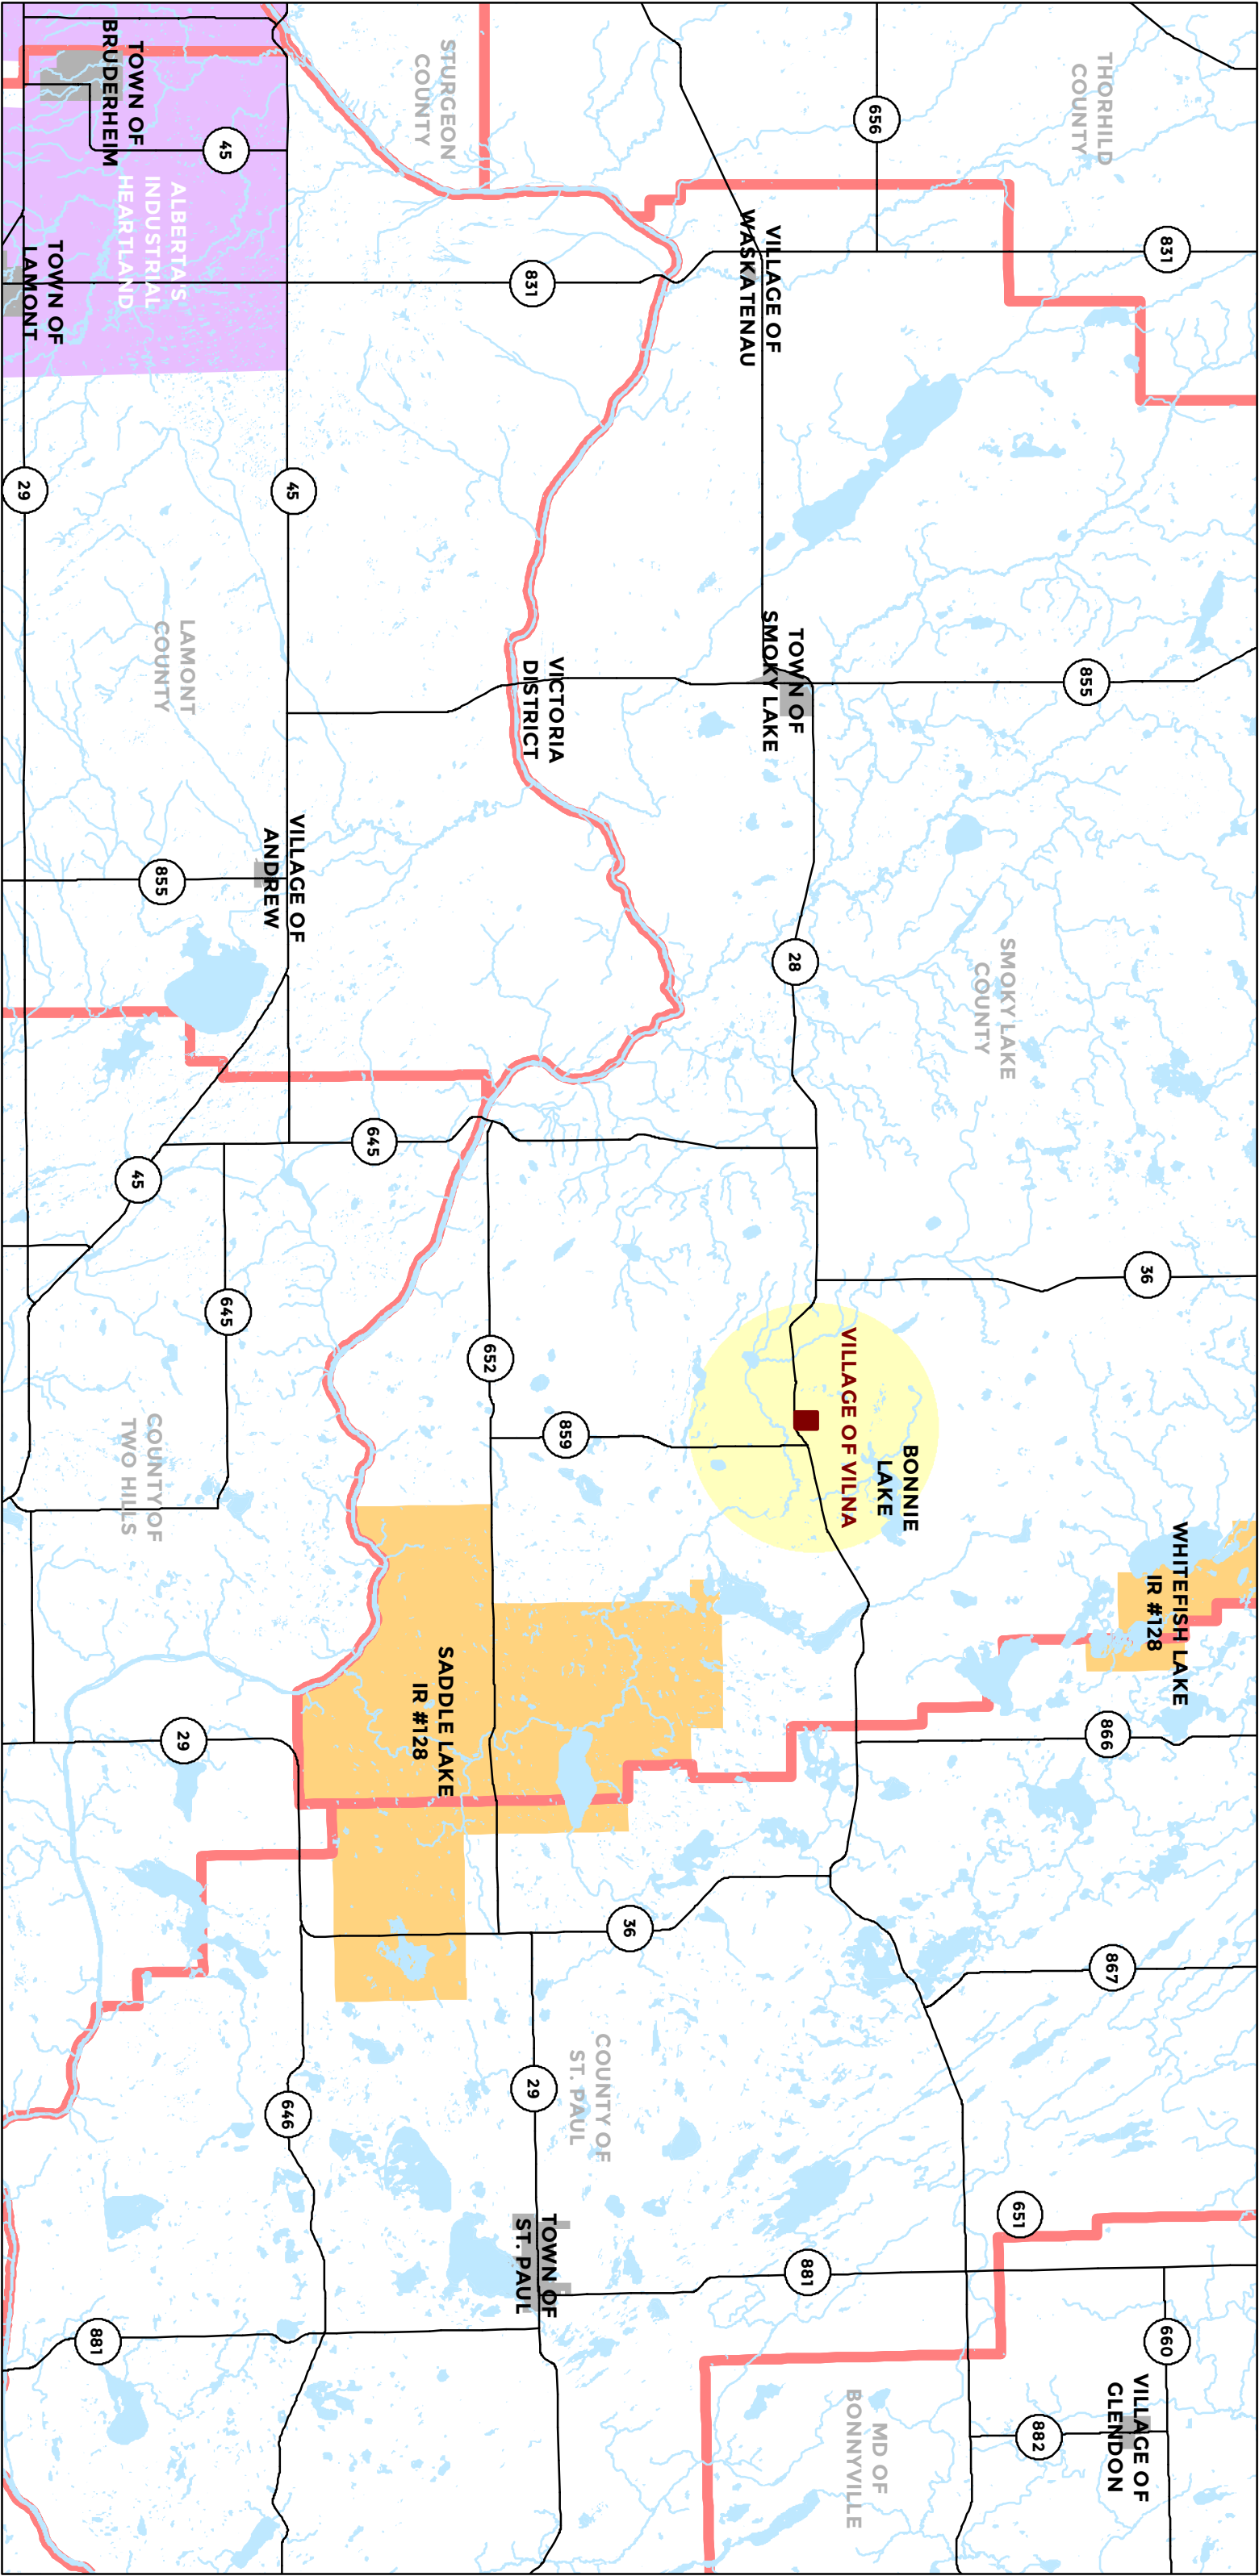 THORHILD
COUNTY
656
831
STURGEON
COUNTY
VILLAGE OF
WASKATENAU
TOWN OF
BRUDERHEIM
45
ALBERTA'S
INDUSTRIAL
HEARTLAND
TOWN OF
LAMONT
831
29
45
LAMONT
COUNTY
VICTORIA
DISTRICT
TOWN OF
SMOKY LAKE
855
VILLAGE OF
ANDREW
855
28
SMOKY LAKE
COUNTY
645
45
645
36
652
859
VILLAGE OF VILNA
BONNIE
LAKE
COUNTY OF
TWO HILLS
WHITEFISH LAKE
IR #128
SADDLE LAKE
IR #128
29
866
36
867
COUNTY OF
ST. PAUL
29
646
TOWN OF
ST. PAUL
651
881
881
660
VILLAGE OF
GLENDON
882
MD OF
BONNYVILLE